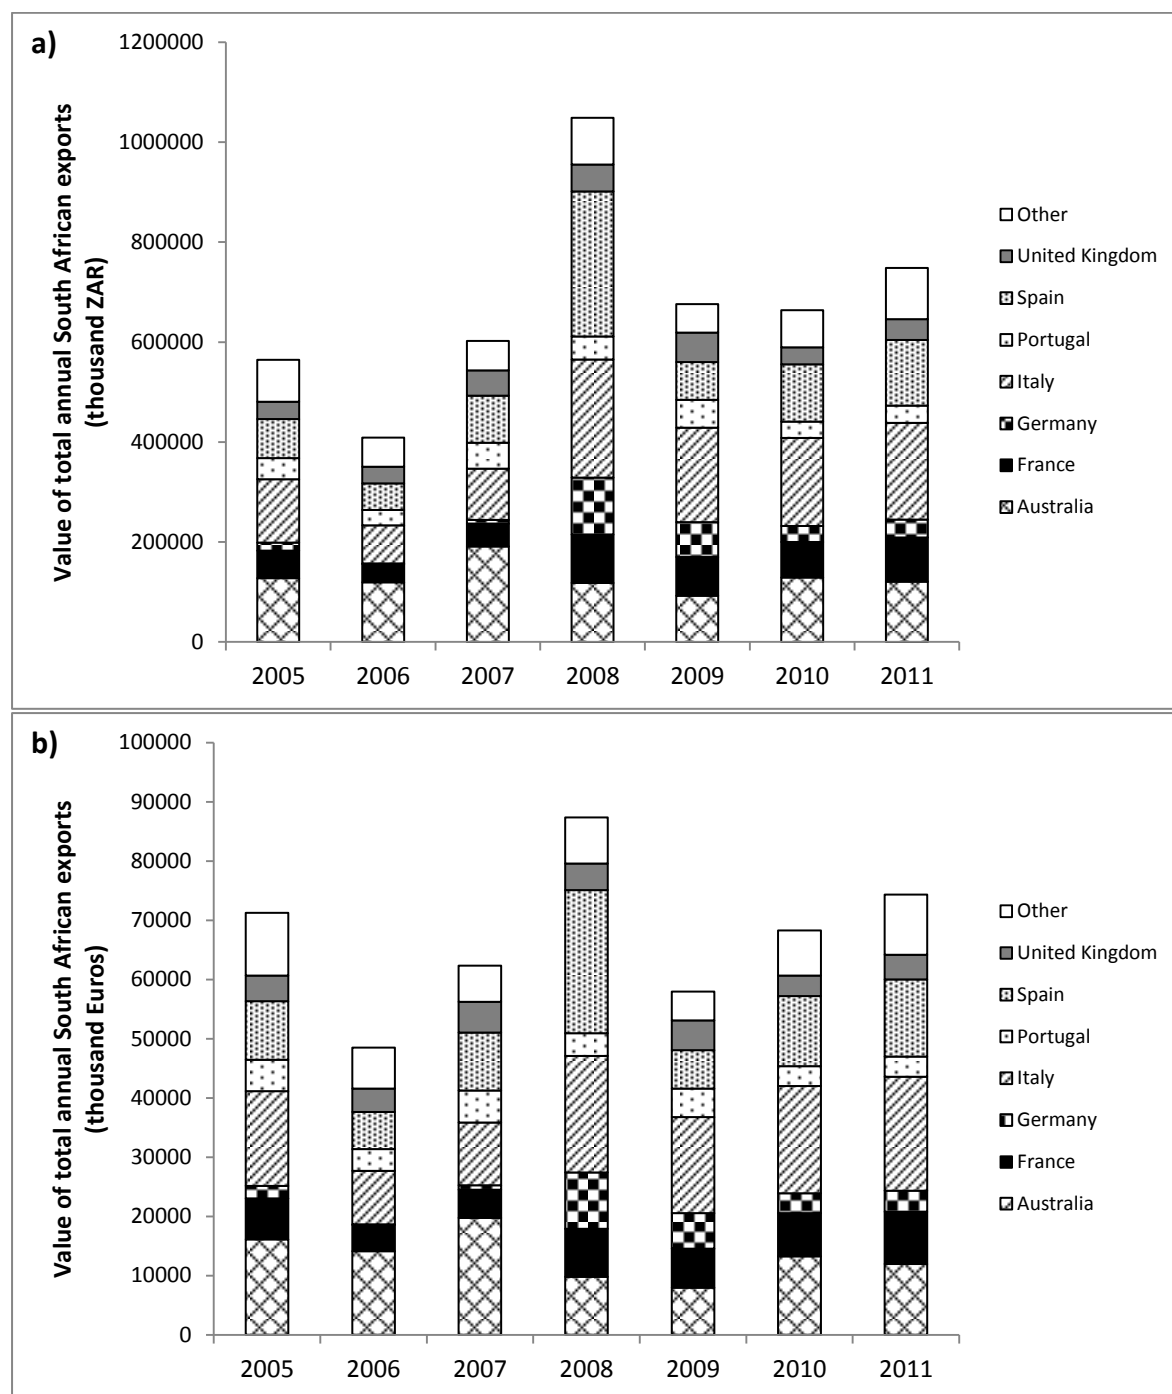 a)
Value of total annual South African exports
(thousand ZAR)
1200000
1000000
800000
600000
400000
200000
0
2005 2006 2007 2008 2009 2010 2011
Other
United Kingdom
Spain
Portugal
Italy
Germany
France
Australia
b)
Value of total annual South African exports
(thousand Euros)
100000
90000
80000
70000
60000
50000
40000
30000
20000
10000
0
2005 2006 2007 2008 2009 2010 2011
Other
United Kingdom
Spain
Portugal
Italy
Germany
France
Australia